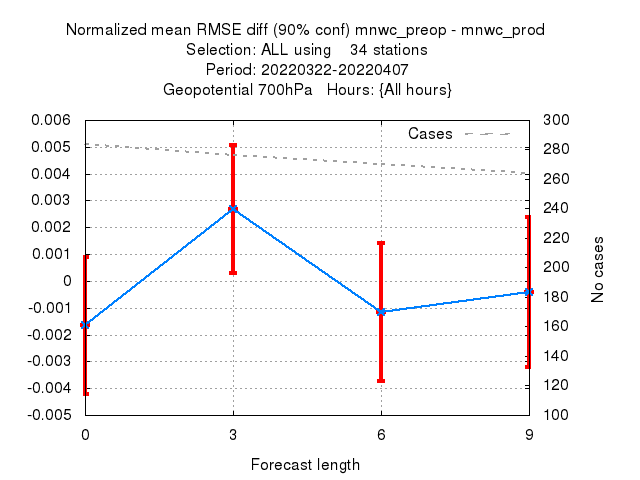 Normalized mean RMSE diff (90% conf) mnwc_preop - mnwc_prod
Selection: ALL using 34 stations
Period: 20220322-20220407
Geopotential 700hPa Hours: {All hours}
0.006
0.005
0.004
0.003
0.002
0.001
0
-0.001
-0.002
-0.003
-0.004
-0.005
Cases
300
280
260
240
220
200
180
160
140
120
100
No cases
0 3 6 9
Forecast length